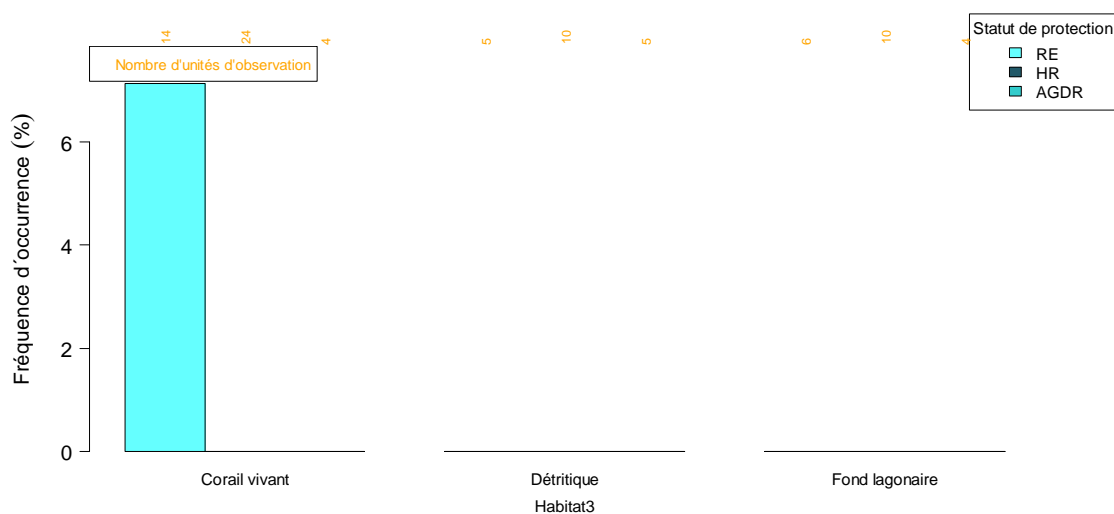 14 24 4 5 10 5 6 10 4
Nombre d'unités d'observation
Statut de protection
RE
HR
AGDR
Fréquence d´occurrence (%)
6
4
2
0
Corail vivant Détritique Fond lagonaire
Habitat3